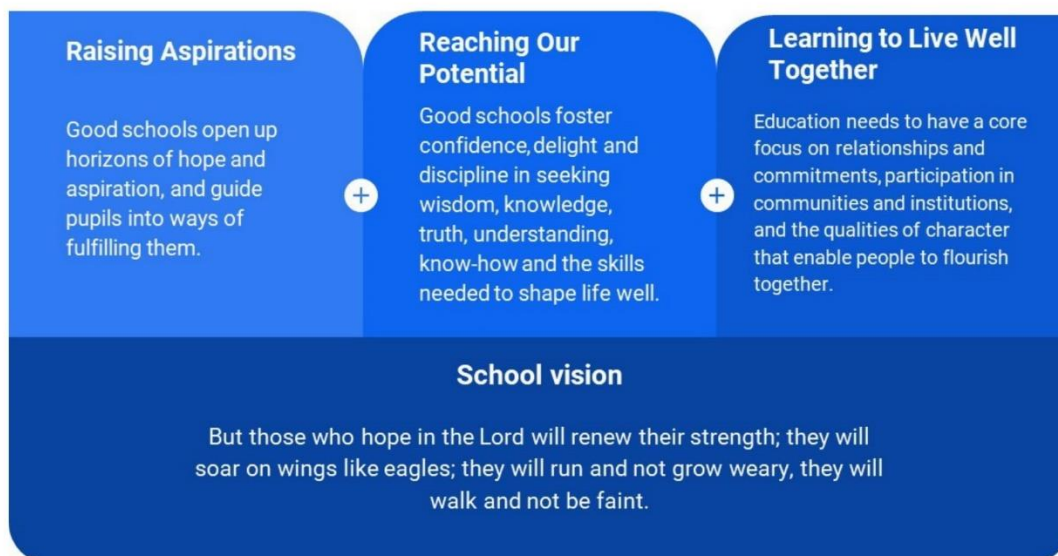 Raising Aspirations
Good schools open up
horizons of hope and
aspiration, and guide
pupils into ways of
fulfilling them.
Reaching Our
Potential
Good schools foster
confidence, delight and
discipline in seeking
wisdom, knowledge,
truth, understanding,
know-how and the skills
needed to shape life well.
Learning to Live Well
Together
Education needs to have a core
focus on relationships and
commitments, participation in
communities and institutions,
and the qualities of character
that enable people to flourish
together.
School vision
But those who hope in the Lord will renew their strength; they will
soar on wings like eagles; they will run and not grow weary, they will
walk and not be faint.